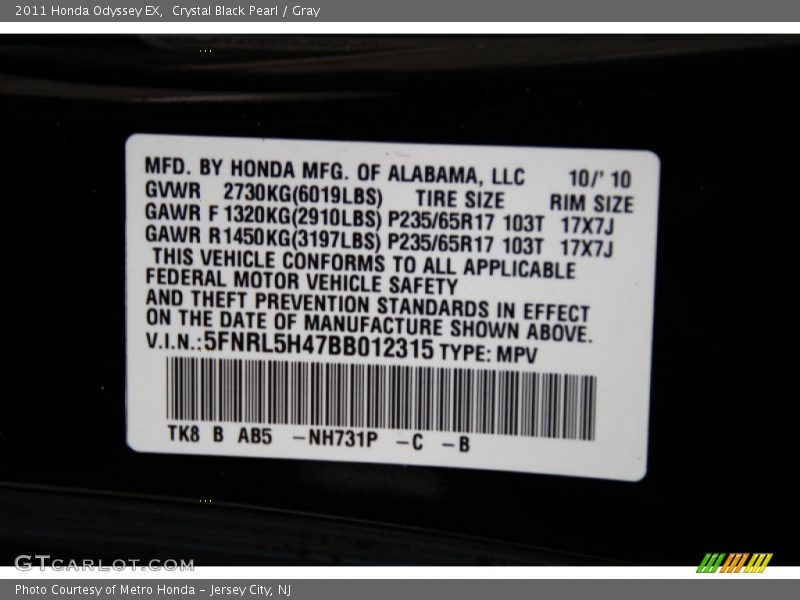 2011 Honda Odyssey EX, Crystal Black Pearl / Gray
MFD. BY HONDA MFG. OF ALABAMA, LLC 10/' 10
GVWR 2730KG(6019LBS) TIRE SIZE RIM SIZE
GAWR F 1320KG(2910LBS) P235/65R17 103T 17X7J
GAWR R1450KG(3197LBS) P235/65R17 103T 17X7J
THIS VEHICLE CONFORMS TO ALL APPLICABLE
FEDERAL MOTOR VEHICLE SAFETY
AND THEFT PREVENTION STANDARDS IN EFFECT
ON THE DATE OF MANUFACTURE SHOWN ABOVE.
V.I.N.:5FNRL5H47BB012315 TYPE: MPV
TK8 B AB5 -NH731P -C -B
GTCARLOT.COM
Photo Courtesy of Metro Honda - Jersey City, NJ